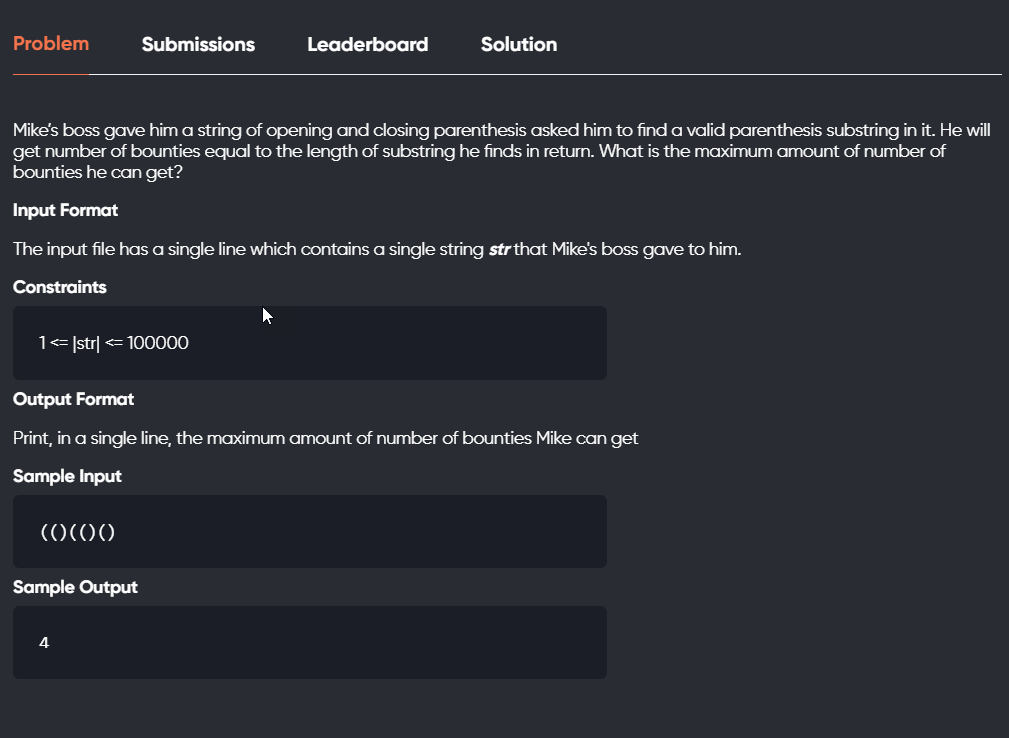 Problem Submissions Leaderboard Solution
Mike's boss gave him a string of opening and closing parenthesis asked him to find a valid parenthesis substring in it. He will
get number of bounties equal to the length of substring he finds in return. What is the maximum amount of number of
bounties he can get?
Input Format
The input file has a single line which contains a single string str that Mike's boss gave to him.
Constraints
1 <= |str| <= 100000
Output Format
Print, in a single line, the maximum amount of number of bounties Mike can get
Sample Input
(()(()()
Sample Output
4